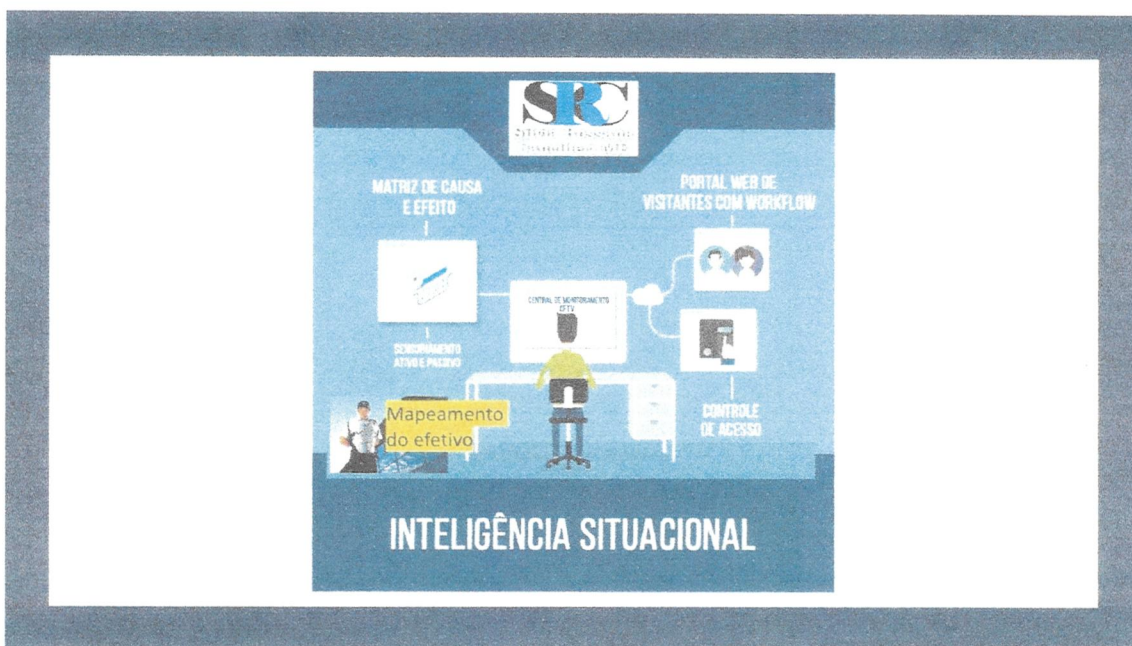 SRC
MATRIZ DE CAUSA
E EFEITO
PORTAL WEB DE
VISITANTES COM WORKFLOW
CENTRAL DE MONITORAMENTO
CFTV
SENSORIAMENTO
ATIVO E PASSIVO
Mapeamento
do efetivo
CONTROLE
DE ACESSO
INTELIGÊNCIA SITUACIONAL